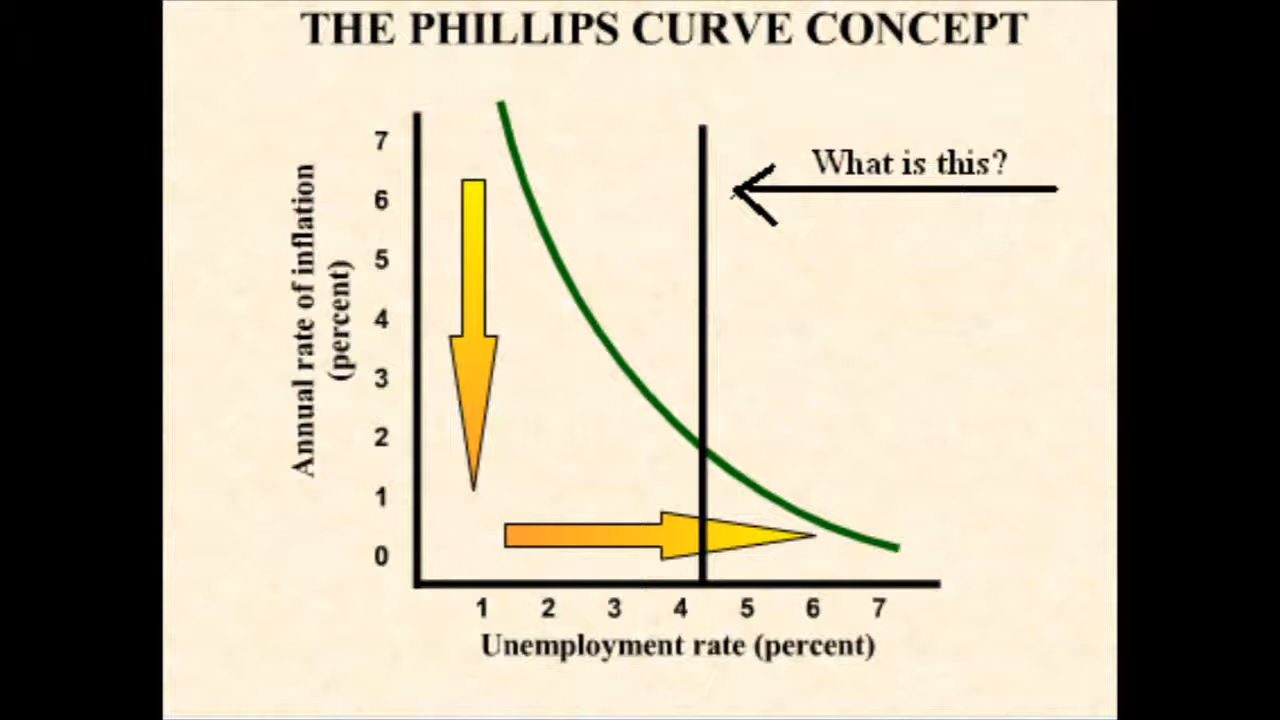 THE PHILLIPS CURVE CONCEPT
What is this?
Annual rate of inflation
(percent)
7
6
5
4
3
2
1
0
1 2 3 4 5 6 7
Unemployment rate (percent)